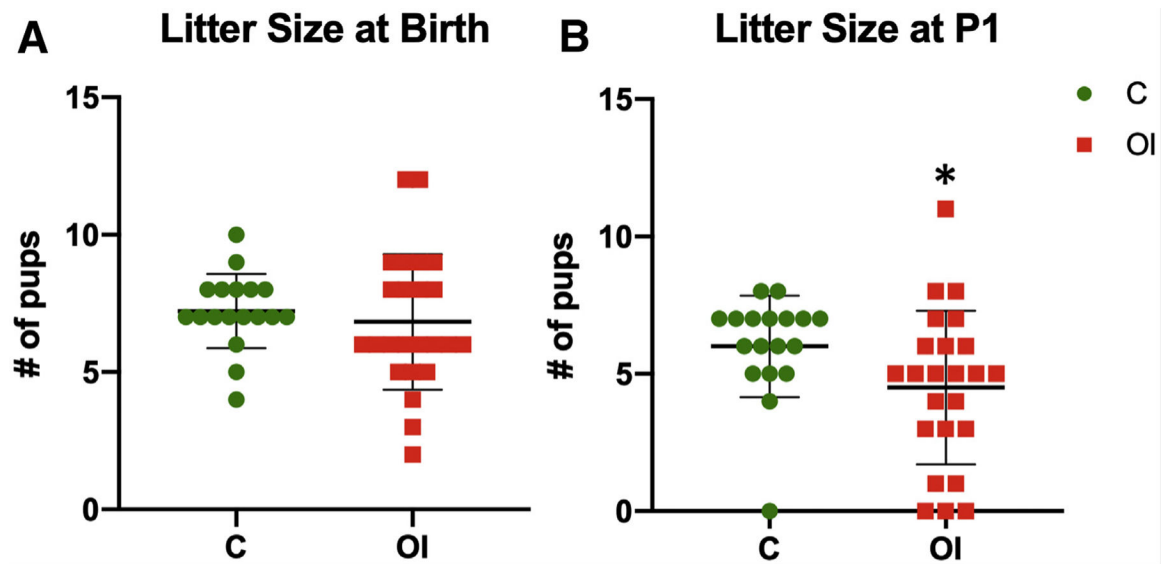 A
Litter Size at Birth
# of pups
15
10
5
0
C
OI
B
Litter Size at P1
# of pups
15
10
5
0
*
C
OI
C
OI